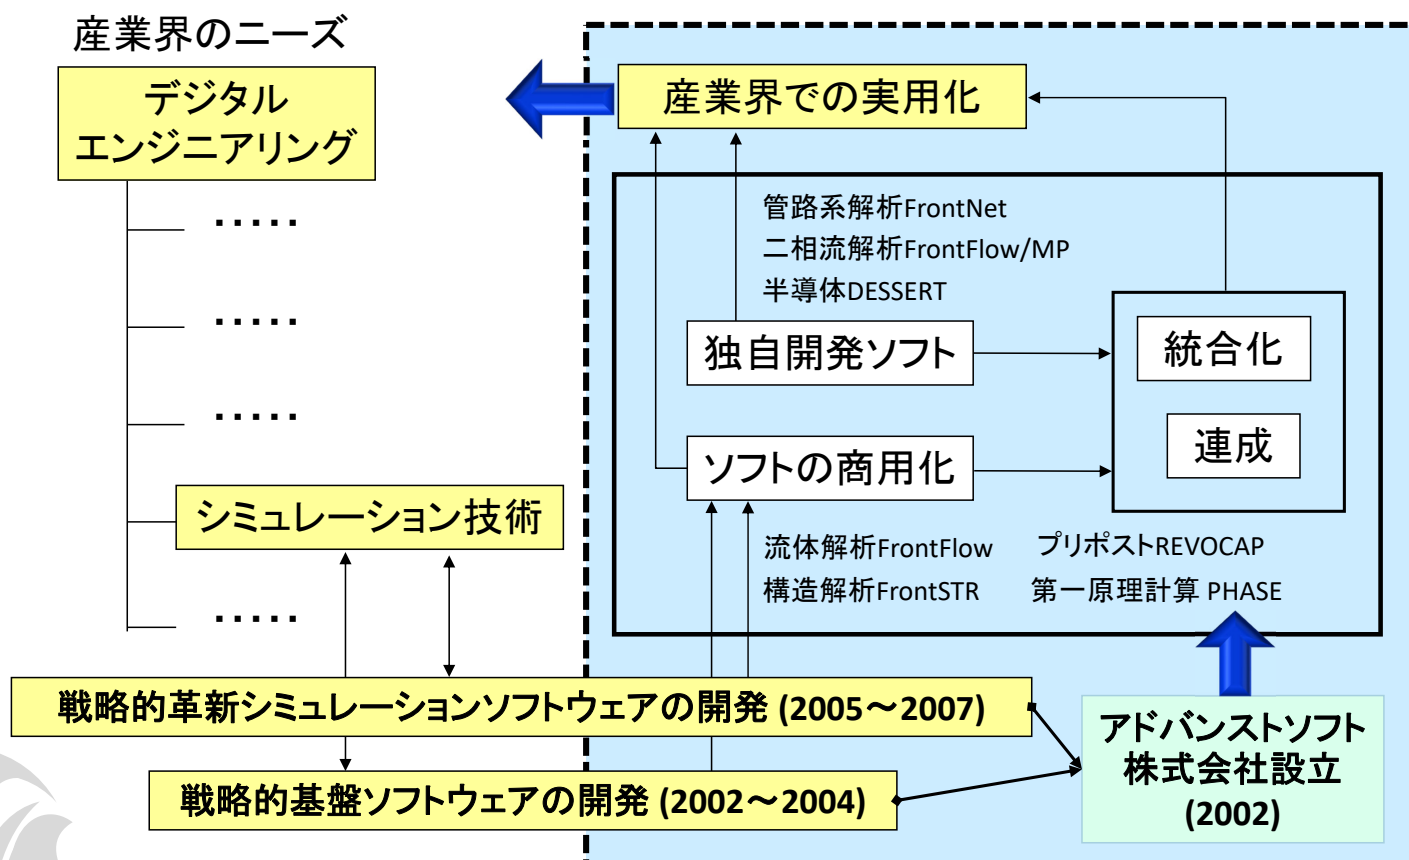 産業界のニーズ
デジタル
エンジニアリング
・・・・・
・・・・・
・・・・・
シミュレーション技術
・・・・・
産業界での実用化
管路系解析FrontNet
二相流解析FrontFlow/MP
半導体DESSERT
独自開発ソフト
統合化
ソフトの商用化
連成
流体解析FrontFlow
プリポストREVOCAP
構造解析FrontSTR
第一原理計算 PHASE
戦略的革新シミュレーションソフトウェアの開発 (2005～2007)
戦略的基盤ソフトウェアの開発 (2002～2004)
アドバンストソフト
株式会社設立
(2002)